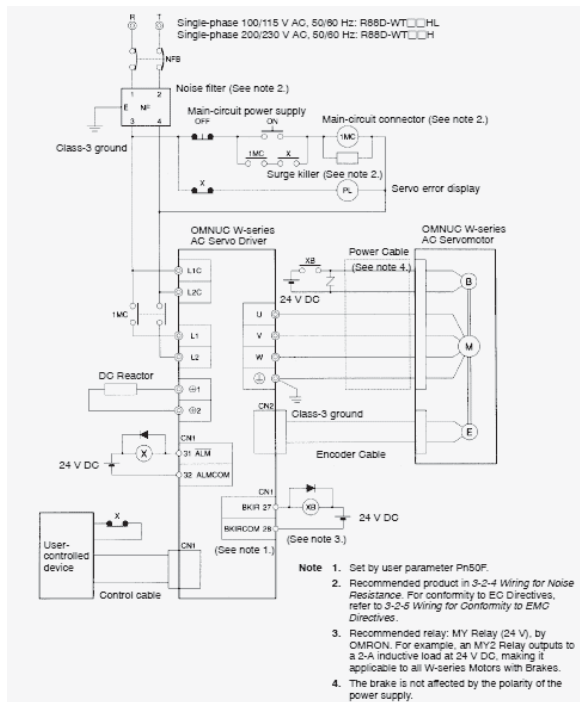 R T
Single-phase 100/115 V AC, 50/60 Hz: R88D-WT□□HL
Single-phase 200/230 V AC, 50/60 Hz: R88D-WT□□H
NFB
Noise filter (See note 2.)
1 2
E NF
3 4
Class-3 ground
Main-circuit power supply
OFF ON
Main-circuit connector (See note 2.)
1MC
1MC X
Surge killer (See note 2.)
X
PL
Servo error display
OMNUC W-series
AC Servo Driver
OMNUC W-series
AC Servomotor
XB
Power Cable
(See note 4.)
24 V DC
B
L1C
L2C
1MC
U
V
W
M
L1
L2
DC Reactor
⊕1
⊕2
CN2
Class-3 ground
E
Encoder Cable
CN1
X
31 ALM
24 V DC
32 ALMCOM
CN1
BKIR 27
XB
24 V DC
BKIRCOM 28
(See note 1.)
(See note 3.)
X
User-
controlled
device
CN1
Control cable
Note 1. Set by user parameter Pn50F.
2. Recommended product in 3-2-4 Wiring for Noise
Resistance. For conformity to EC Directives,
refer to 3-2-5 Wiring for Conformity to EMC
Directives.
3. Recommended relay: MY Relay (24 V), by
OMRON. For example, an MY2 Relay outputs to
a 2-A inductive load at 24 V DC, making it
applicable to all W-series Motors with Brakes.
4. The brake is not affected by the polarity of the
power supply.